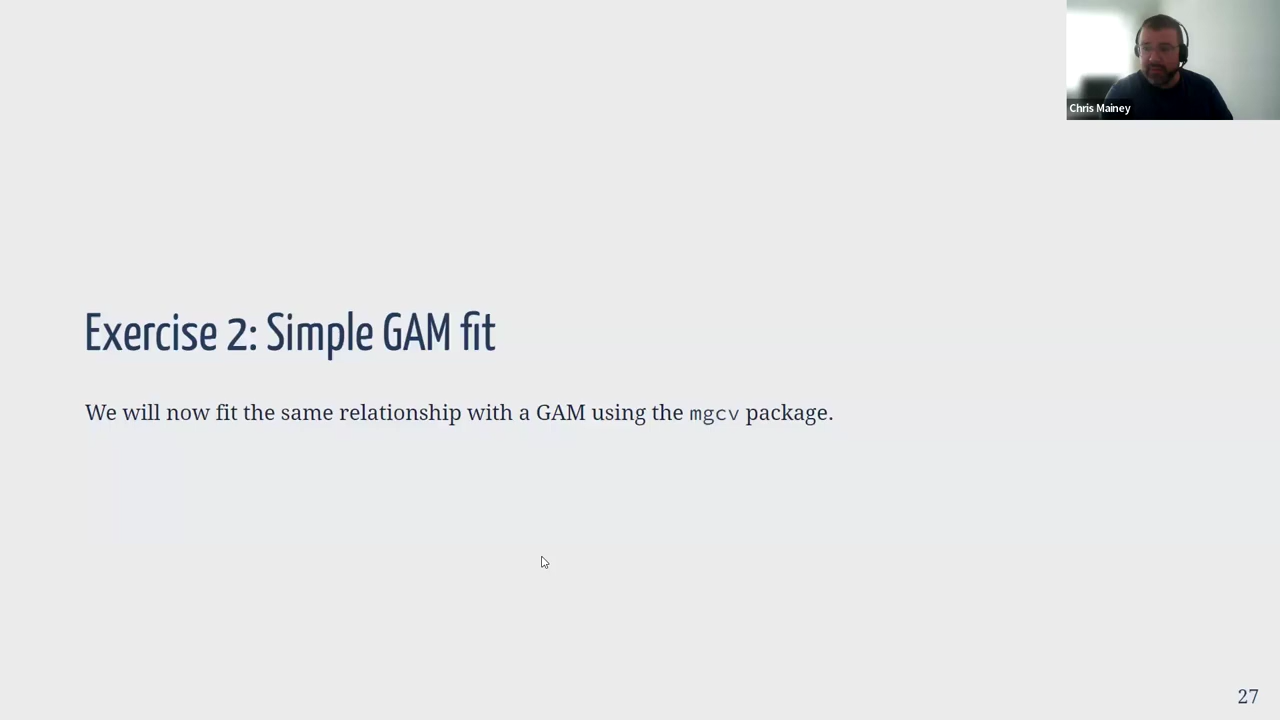 Chris Mainey
Exercise 2: Simple GAM fit
We will now fit the same relationship with a GAM using the mgcv package.
27